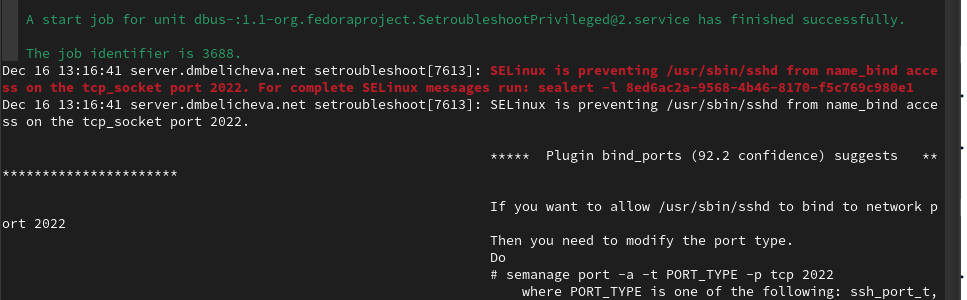 A start job for unit dbus-:1.1-org.fedoraproject.SetroubleshootPrivileged@2.service has finished successfully.
The job identifier is 3688.
Dec 16 13:16:41 server.dmbelicheva.net setroubleshoot[7613]: SELinux is preventing /usr/sbin/sshd from name_bind acce
ss on the tcp_socket port 2022. For complete SELinux messages run: sealert -l 8ed6ac2a-9568-4b46-8170-f5c769c980e1
Dec 16 13:16:41 server.dmbelicheva.net setroubleshoot[7613]: SELinux is preventing /usr/sbin/sshd from name_bind acce
ss on the tcp_socket port 2022.
***** Plugin bind_ports (92.2 confidence) suggests **
**********************
If you want to allow /usr/sbin/sshd to bind to network p
ort 2022
Then you need to modify the port type.
Do
# semanage port -a -t PORT_TYPE -p tcp 2022
where PORT_TYPE is one of the following: ssh_port_t,